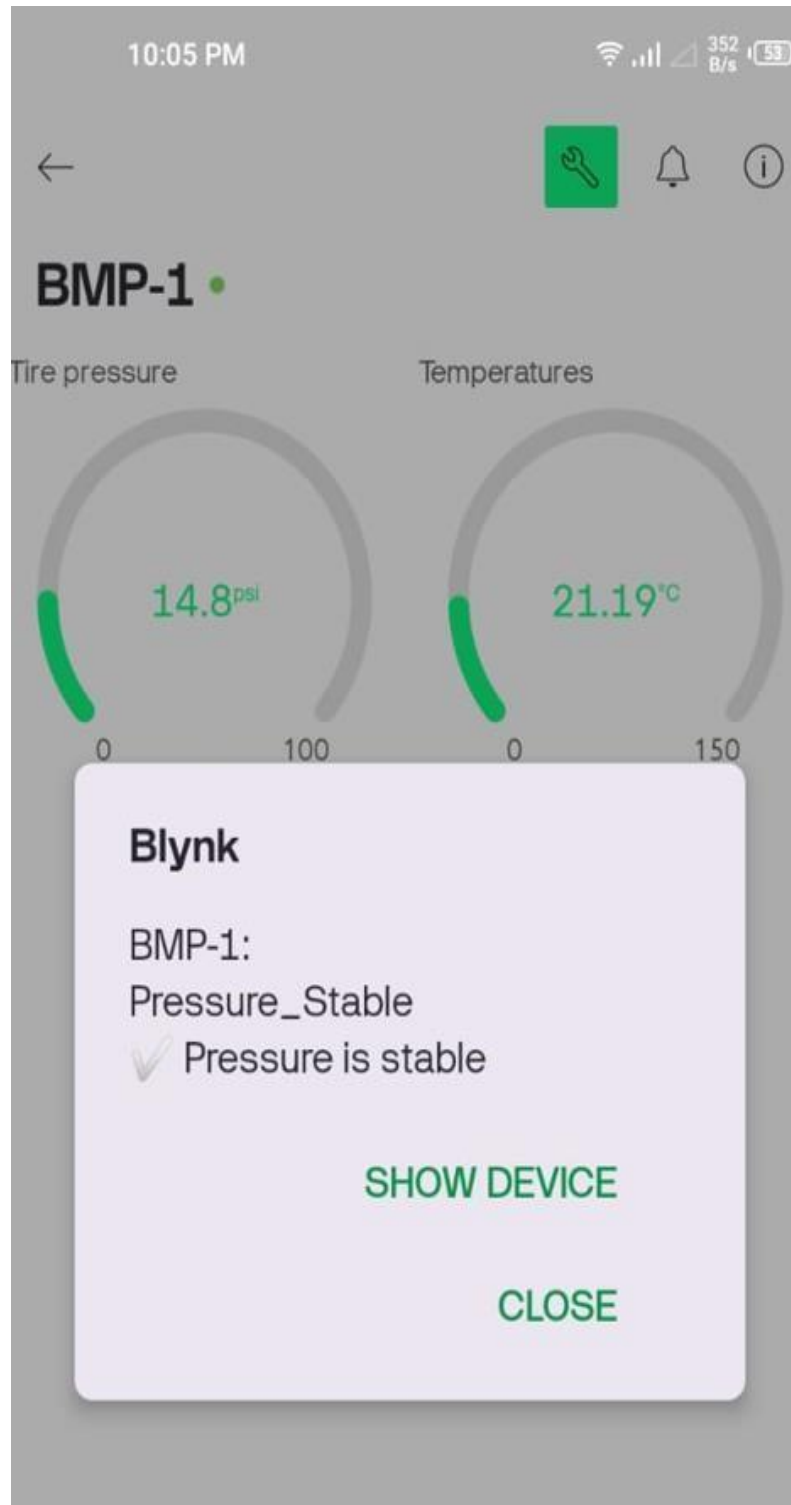 10:05 PM 352 B/s 53
BMP-1
Tire pressure Temperatures
14.8psi 21.19°C
0 100 0 150
Blynk
BMP-1:
Pressure_Stable
Pressure is stable
SHOW DEVICE
CLOSE